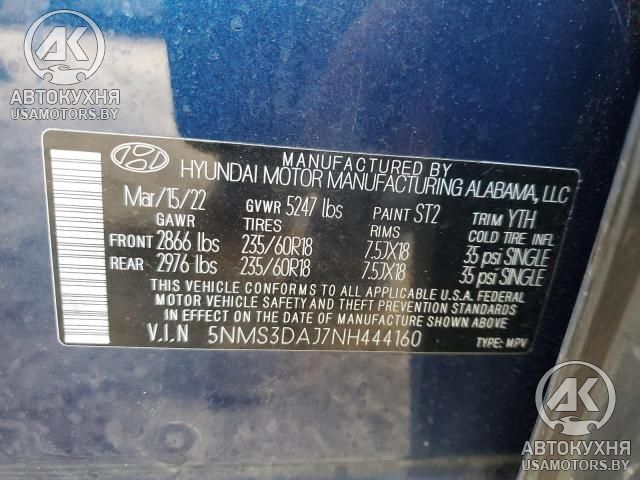 АК
АВТОКУХНЯ
USAMOTORS.BY
MANUFACTURED BY
HYUNDAI MOTOR MANUFACTURING ALABAMA, LLC
Mar/15/22 GVWR 5247 lbs PAINT ST2 TRIM YTH
GAWR TIRES RIMS COLD TIRE INFL
FRONT 2866 lbs 235/60R18 7.5JX18 35 psi SINGLE
REAR 2976 lbs 235/60R18 7.5JX18 35 psi SINGLE
THIS VEHICLE CONFORMS TO ALL APPLICABLE U.S.A. FEDERAL
MOTOR VEHICLE SAFETY AND THEFT PREVENTION STANDARDS
IN EFFECT ON THE DATE OF MANUFACTURE SHOWN ABOVE.
V.I.N 5NMS3DAJ7NH444160 TYPE: MPV
АК
АВТОКУХНЯ
USAMOTORS.BY